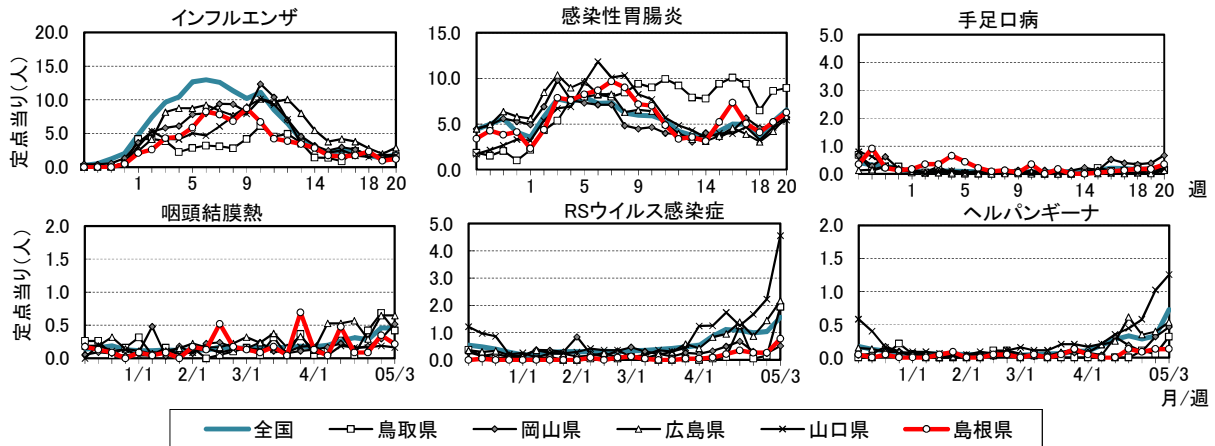 インフルエンザ 感染性胃腸炎 手足口病
定点当り(人)
20.0 15.0 10.0 5.0 0.0
15.0 10.0 5.0 0.0
5.0 4.0 3.0 2.0 1.0 0.0
1 5 9 14 18 20
1 5 9 14 18 20
1 5 9 14 18 20 週
咽頭結膜熱 RSウイルス感染症 ヘルパンギーナ
定点当り(人)
2.0 1.5 1.0 0.5 0.0
5.0 4.0 3.0 2.0 1.0 0.0
2.0 1.5 1.0 0.5 0.0
1/1 2/1 3/1 4/1 05/3
1/1 2/1 3/1 4/1 05/3
1/1 2/1 3/1 4/1 05/3
月/週
全国 鳥取県 岡山県 広島県 山口県 島根県